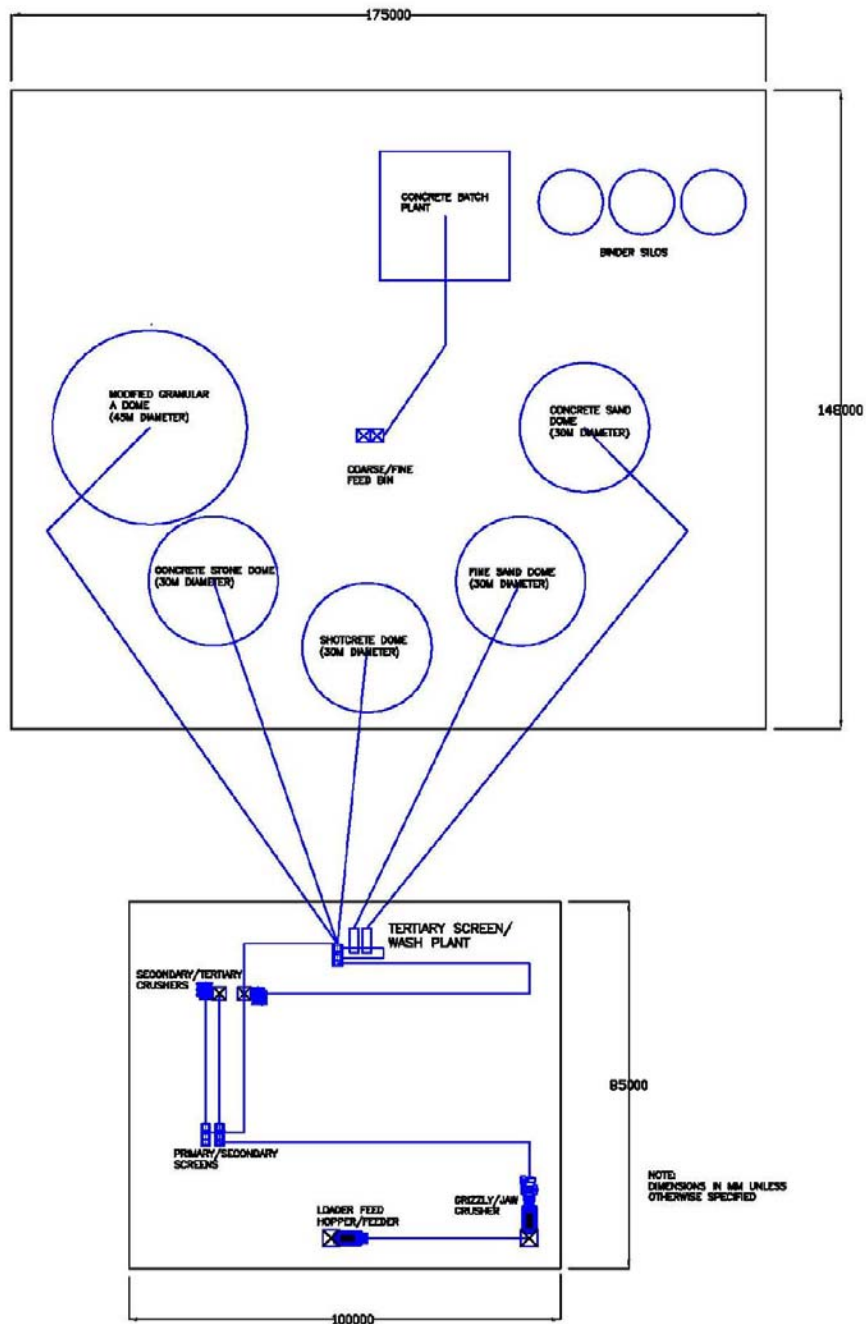 175000
CONCRETE BATCH
PLANT
BINDER SILOS
MODIFIED GRANULAR
A DOME
(45M DIAMETER)
CONCRETE SAND
DOME
(30M DIAMETER)
148000
COARSE/FINE
FEED BIN
CONCRETE STONE DOME
(30M DIAMETER)
FINE SAND DOME
(30M DIAMETER)
SHOTCRETE DOME
(30M DIAMETER)
TERTIARY SCREEN/
WASH PLANT
SECONDARY/TERTIARY
CRUSHERS
85000
PRIMARY/SECONDARY
SCREENS
NOTE:
DIMENSIONS IN MM UNLESS
OTHERWISE SPECIFIED
GRIZZLY/JAW
CRUSHER
LOADER FEED
HOPPER/FEEDER
100000